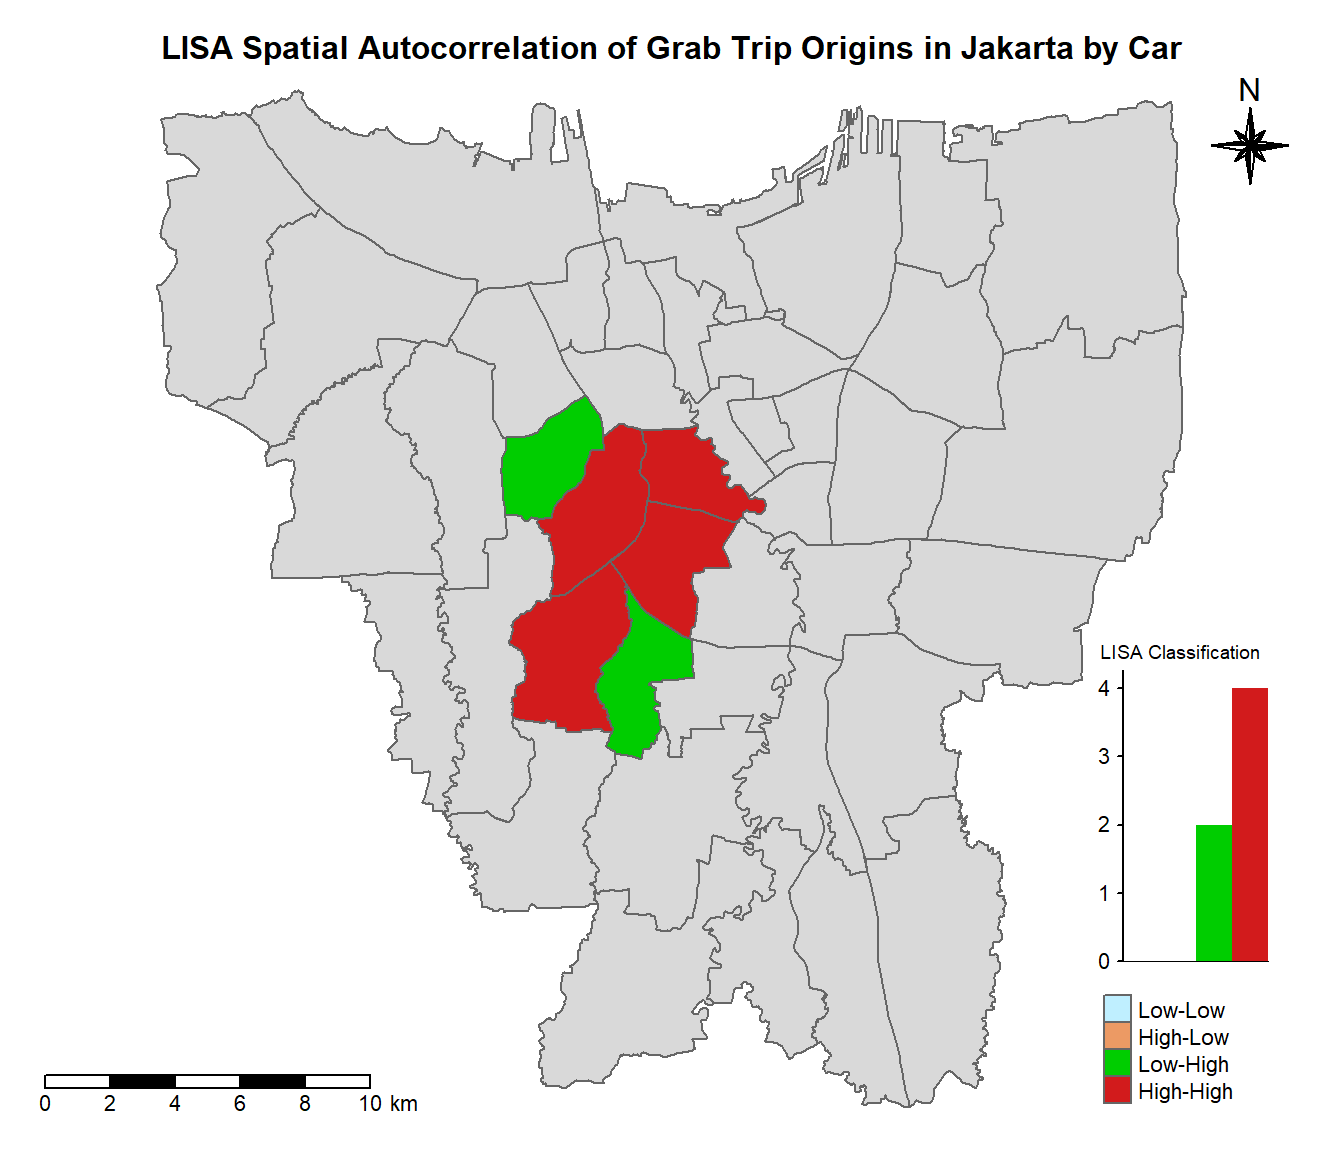 LISA Spatial Autocorrelation of Grab Trip Origins in Jakarta by Car
N
LISA Classification
4
3
2
1
0
Low-Low
High-Low
Low-High
High-High
0 2 4 6 8 10 km